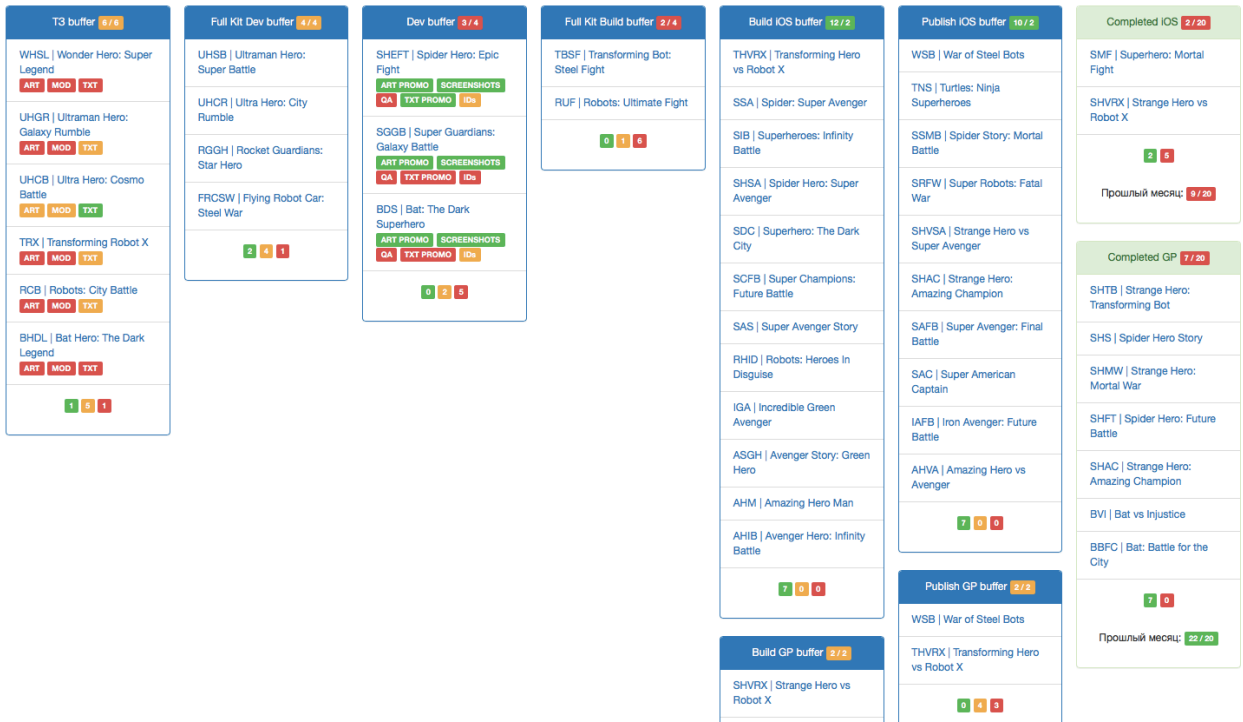 T3 buffer 6 / 6
WHSL | Wonder Hero: Super
Legend
ART MOD TXT
UHGR | Ultraman Hero:
Galaxy Rumble
ART MOD TXT
UHCB | Ultra Hero: Cosmo
Battle
ART MOD TXT
TRX | Transforming Robot X
ART MOD TXT
RCB | Robots: City Battle
ART MOD TXT
BHDL | Bat Hero: The Dark
Legend
ART MOD TXT
1 5 1
Full Kit Dev buffer 4 / 4
UHSB | Ultraman Hero:
Super Battle
UHCR | Ultra Hero: City
Rumble
RGGH | Rocket Guardians:
Star Hero
FRCSW | Flying Robot Car:
Steel War
2 4 1
Dev buffer 3 / 4
SHEFT | Spider Hero: Epic
Fight
ART PROMO SCREENSHOTS
QA TXT PROMO IDs
SGGB | Super Guardians:
Galaxy Battle
ART PROMO SCREENSHOTS
QA TXT PROMO IDs
BDS | Bat: The Dark
Superhero
ART PROMO SCREENSHOTS
QA TXT PROMO IDs
0 2 5
Full Kit Build buffer 2 / 4
TBSF | Transforming Bot:
Steel Fight
RUF | Robots: Ultimate Fight
0 1 6
Build iOS buffer 12 / 2
THVRX | Transforming Hero
vs Robot X
SSA | Spider: Super Avenger
SIB | Superheroes: Infinity
Battle
SHSA | Spider Hero: Super
Avenger
SDC | Superhero: The Dark
City
SCFB | Super Champions:
Future Battle
SAS | Super Avenger Story
RHID | Robots: Heroes In
Disguise
IGA | Incredible Green
Avenger
ASGH | Avenger Story: Green
Hero
AHM | Amazing Hero Man
AHIB | Avenger Hero: Infinity
Battle
7 0 0
Build GP buffer 2 / 2
SHVRX | Strange Hero vs
Robot X
Publish iOS buffer 10 / 2
WSB | War of Steel Bots
TNS | Turtles: Ninja
Superheroes
SSMB | Spider Story: Mortal
Battle
SRFW | Super Robots: Fatal
War
SHVSA | Strange Hero vs
Super Avenger
SHAC | Strange Hero:
Amazing Champion
SAFB | Super Avenger: Final
Battle
SAC | Super American
Captain
IAFB | Iron Avenger: Future
Battle
AHVA | Amazing Hero vs
Avenger
7 0 0
Publish GP buffer 2 / 2
WSB | War of Steel Bots
THVRX | Transforming Hero
vs Robot X
0 4 3
Completed iOS 2 / 20
SMF | Superhero: Mortal
Fight
SHVRX | Strange Hero vs
Robot X
2 5
Прошлый месяц: 9 / 20
Completed GP 7 / 20
SHTB | Strange Hero:
Transforming Bot
SHS | Spider Hero Story
SHMW | Strange Hero:
Mortal War
SHFT | Spider Hero: Future
Battle
SHAC | Strange Hero:
Amazing Champion
BVI | Bat vs Injustice
BBFC | Bat: Battle for the
City
7 0
Прошлый месяц: 22 / 20